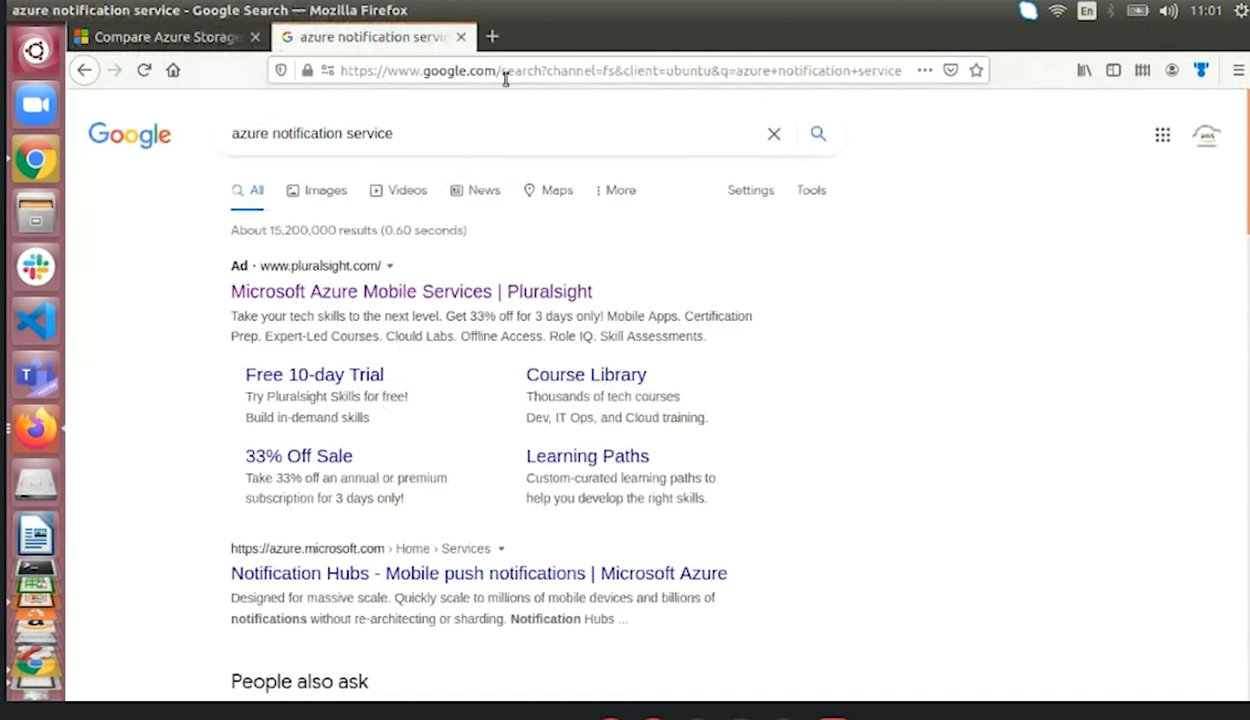 azure notification service - Google Search — Mozilla Firefox
En
11:01
Compare Azure Storage
azure notification servi
https://www.google.com/search?channel=fs&client=ubuntu&q=azure+notification+service
Google
azure notification service
aws
All
Images
Videos
News
Maps
More
Settings
Tools
About 15,200,000 results (0.60 seconds)
Ad · www.pluralsight.com/
Microsoft Azure Mobile Services | Pluralsight
Take your tech skills to the next level. Get 33% off for 3 days only! Mobile Apps. Certification
Prep. Expert-Led Courses. Clould Labs. Offline Access. Role IQ. Skill Assessments.
Free 10-day Trial
Try Pluralsight Skills for free!
Build in-demand skills
Course Library
Thousands of tech courses
Dev, IT Ops, and Cloud training.
33% Off Sale
Take 33% off an annual or premium
subscription for 3 days only!
Learning Paths
Custom-curated learning paths to
help you develop the right skills.
https://azure.microsoft.com › Home › Services
Notification Hubs - Mobile push notifications | Microsoft Azure
Designed for massive scale. Quickly scale to millions of mobile devices and billions of
notifications without re-architecting or sharding. Notification Hubs ...
People also ask